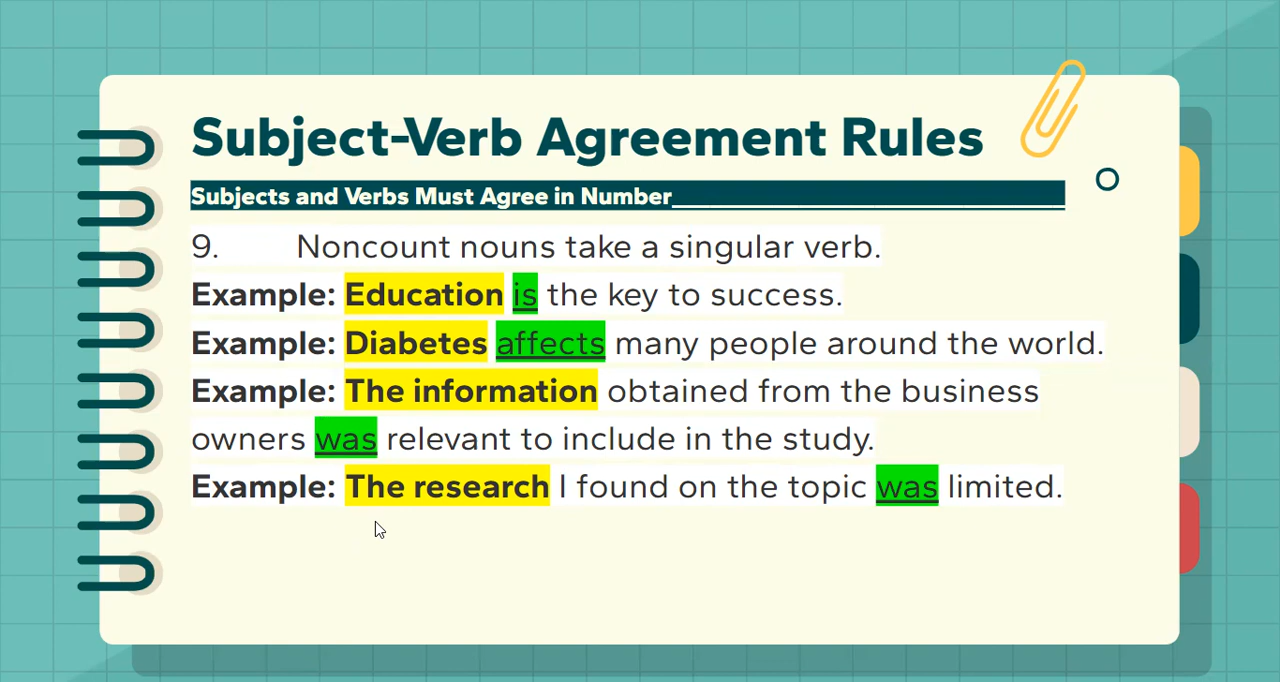 Subject-Verb Agreement Rules
Subjects and Verbs Must Agree in Number
9. Noncount nouns take a singular verb.
Example: Education is the key to success.
Example: Diabetes affects many people around the world.
Example: The information obtained from the business
owners was relevant to include in the study.
Example: The research I found on the topic was limited.